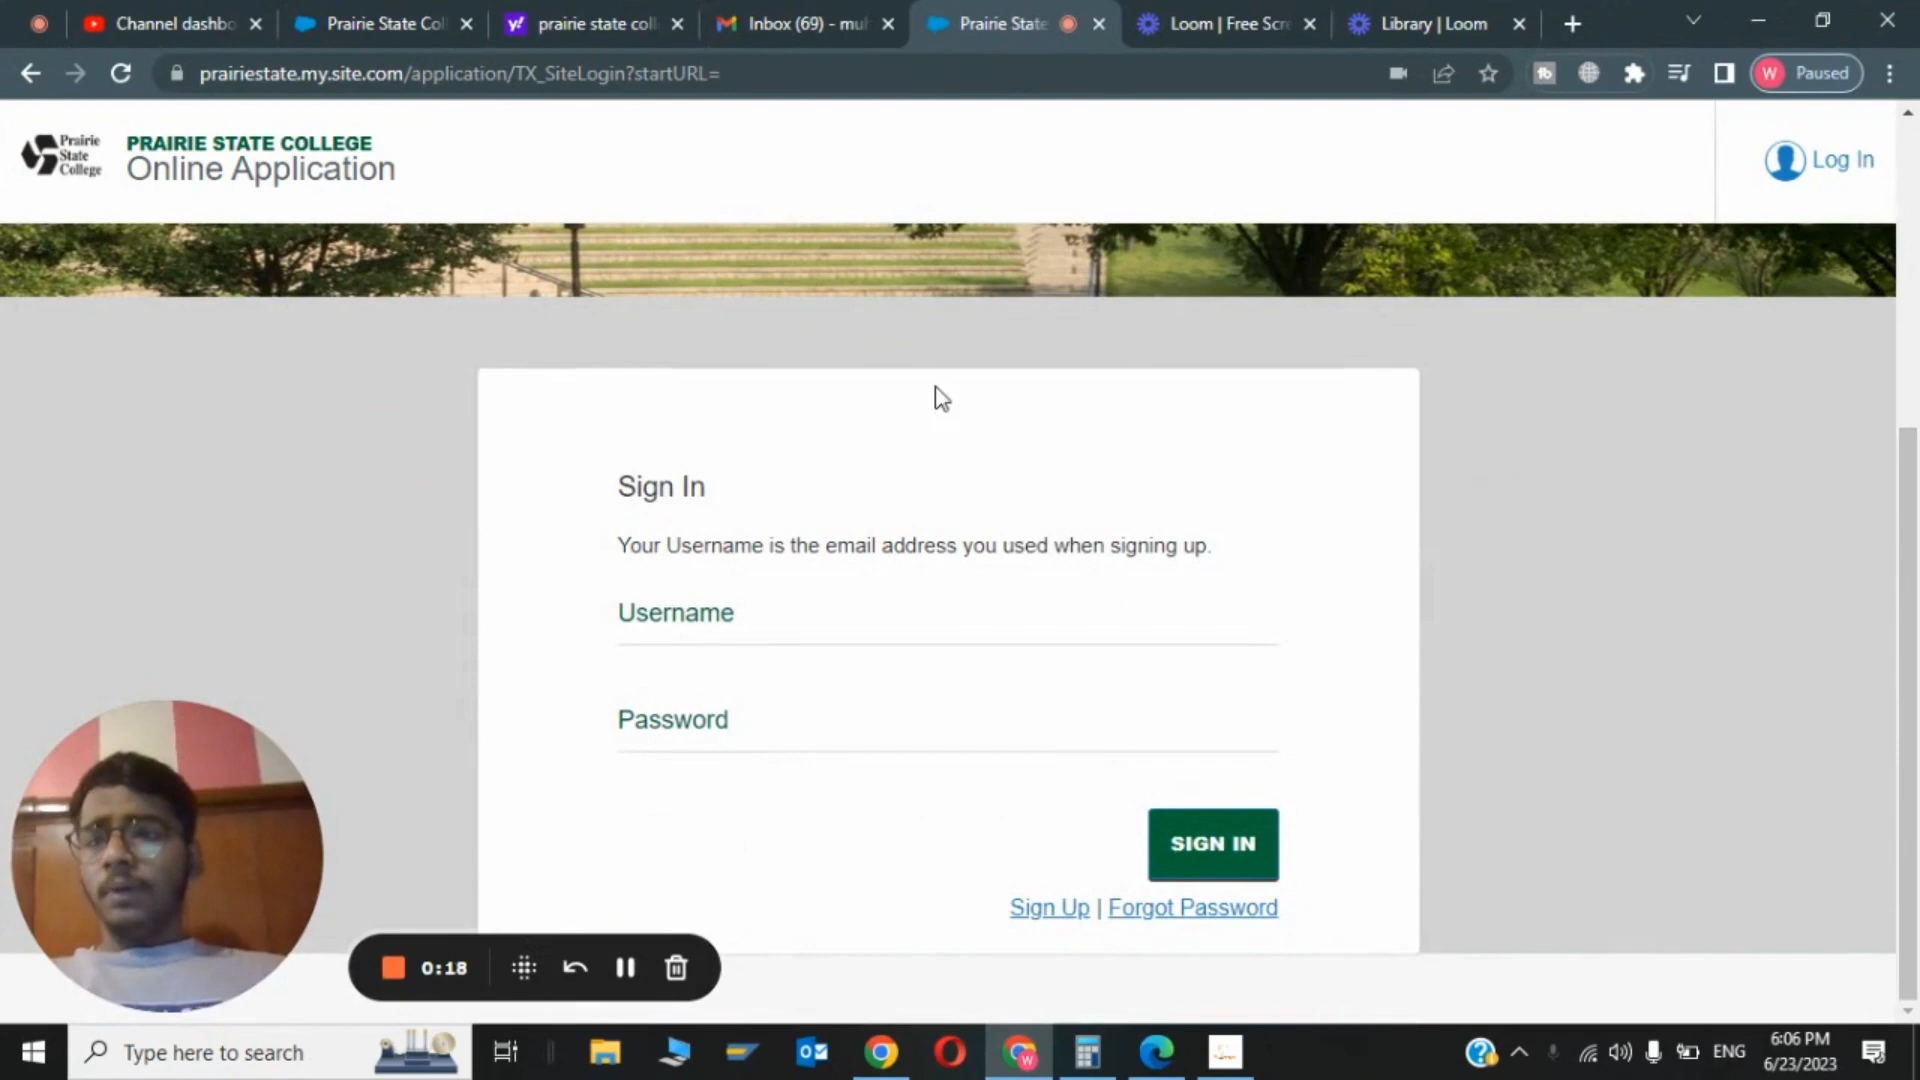 Channel dashbo
Prairie State Col
prairie state coll
Inbox (69) - mul
Prairie State
Loom | Free Scre
Library | Loom
prairiestate.my.site.com/application/TX_SiteLogin?startURL=
W Paused
Prairie
State
College
PRAIRIE STATE COLLEGE
Online Application
Log In
Sign In
Your Username is the email address you used when signing up.
Username
Password
SIGN IN
Sign Up | Forgot Password
0:18
Type here to search
ENG
6:06 PM
6/23/2023